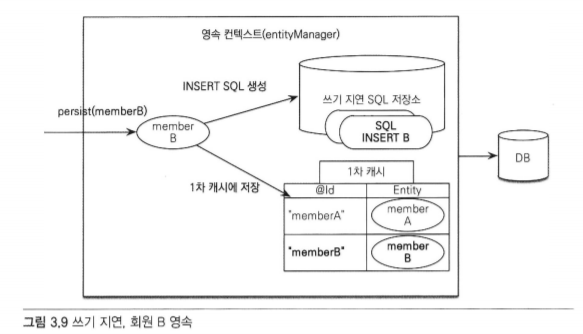 영속 컨텍스트(entityManager)
INSERT SQL 생성
쓰기 지연 SQL 저장소
persist(memberB)
member
B
SQL
INSERT B
DB
1차 캐시
1차 캐시에 저장
@Id
Entity
"memberA"
member
A
"memberB"
member
B
그림 3.9 쓰기 지연, 회원 B 영속